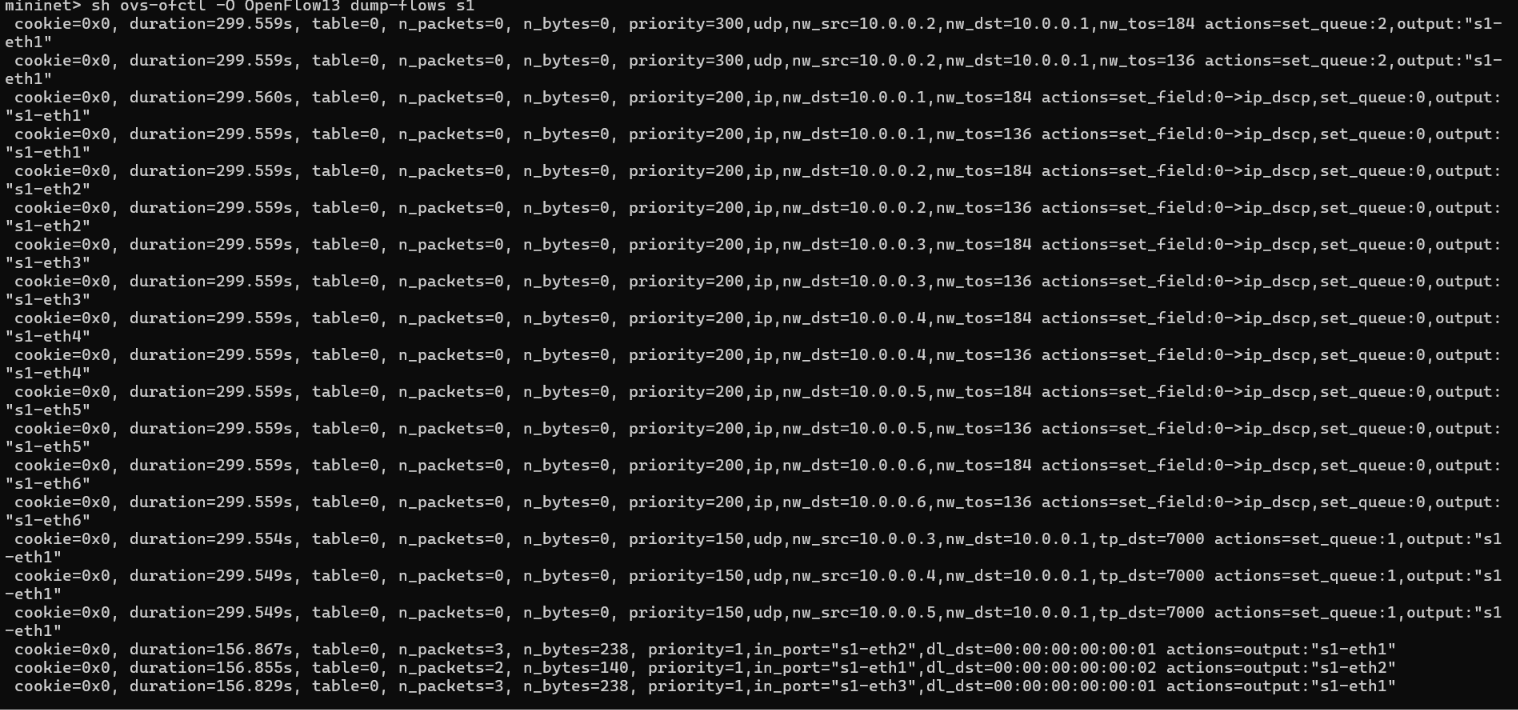 mininet> sh ovs-ofctl -O OpenFlow13 dump-flows s1
 cookie=0x0, duration=299.559s, table=0, n_packets=0, n_bytes=0, priority=300,udp,nw_src=10.0.0.2,nw_dst=10.0.0.1,nw_tos=184 actions=set_queue:2,output:"s1-
eth1"
 cookie=0x0, duration=299.559s, table=0, n_packets=0, n_bytes=0, priority=300,udp,nw_src=10.0.0.2,nw_dst=10.0.0.1,nw_tos=136 actions=set_queue:2,output:"s1-
eth1"
 cookie=0x0, duration=299.560s, table=0, n_packets=0, n_bytes=0, priority=200,ip,nw_dst=10.0.0.1,nw_tos=184 actions=set_field:0->ip_dscp,set_queue:0,output:
"s1-eth1"
 cookie=0x0, duration=299.559s, table=0, n_packets=0, n_bytes=0, priority=200,ip,nw_dst=10.0.0.1,nw_tos=136 actions=set_field:0->ip_dscp,set_queue:0,output:
"s1-eth1"
 cookie=0x0, duration=299.559s, table=0, n_packets=0, n_bytes=0, priority=200,ip,nw_dst=10.0.0.2,nw_tos=184 actions=set_field:0->ip_dscp,set_queue:0,output:
"s1-eth2"
 cookie=0x0, duration=299.559s, table=0, n_packets=0, n_bytes=0, priority=200,ip,nw_dst=10.0.0.2,nw_tos=136 actions=set_field:0->ip_dscp,set_queue:0,output:
"s1-eth2"
 cookie=0x0, duration=299.559s, table=0, n_packets=0, n_bytes=0, priority=200,ip,nw_dst=10.0.0.3,nw_tos=184 actions=set_field:0->ip_dscp,set_queue:0,output:
"s1-eth3"
 cookie=0x0, duration=299.559s, table=0, n_packets=0, n_bytes=0, priority=200,ip,nw_dst=10.0.0.3,nw_tos=136 actions=set_field:0->ip_dscp,set_queue:0,output:
"s1-eth3"
 cookie=0x0, duration=299.559s, table=0, n_packets=0, n_bytes=0, priority=200,ip,nw_dst=10.0.0.4,nw_tos=184 actions=set_field:0->ip_dscp,set_queue:0,output:
"s1-eth4"
 cookie=0x0, duration=299.559s, table=0, n_packets=0, n_bytes=0, priority=200,ip,nw_dst=10.0.0.4,nw_tos=136 actions=set_field:0->ip_dscp,set_queue:0,output:
"s1-eth4"
 cookie=0x0, duration=299.559s, table=0, n_packets=0, n_bytes=0, priority=200,ip,nw_dst=10.0.0.5,nw_tos=184 actions=set_field:0->ip_dscp,set_queue:0,output:
"s1-eth5"
 cookie=0x0, duration=299.559s, table=0, n_packets=0, n_bytes=0, priority=200,ip,nw_dst=10.0.0.5,nw_tos=136 actions=set_field:0->ip_dscp,set_queue:0,output:
"s1-eth5"
 cookie=0x0, duration=299.559s, table=0, n_packets=0, n_bytes=0, priority=200,ip,nw_dst=10.0.0.6,nw_tos=184 actions=set_field:0->ip_dscp,set_queue:0,output:
"s1-eth6"
 cookie=0x0, duration=299.559s, table=0, n_packets=0, n_bytes=0, priority=200,ip,nw_dst=10.0.0.6,nw_tos=136 actions=set_field:0->ip_dscp,set_queue:0,output:
"s1-eth6"
 cookie=0x0, duration=299.554s, table=0, n_packets=0, n_bytes=0, priority=150,udp,nw_src=10.0.0.3,nw_dst=10.0.0.1,tp_dst=7000 actions=set_queue:1,output:"s1
-eth1"
 cookie=0x0, duration=299.549s, table=0, n_packets=0, n_bytes=0, priority=150,udp,nw_src=10.0.0.4,nw_dst=10.0.0.1,tp_dst=7000 actions=set_queue:1,output:"s1
-eth1"
 cookie=0x0, duration=299.549s, table=0, n_packets=0, n_bytes=0, priority=150,udp,nw_src=10.0.0.5,nw_dst=10.0.0.1,tp_dst=7000 actions=set_queue:1,output:"s1
-eth1"
 cookie=0x0, duration=156.867s, table=0, n_packets=3, n_bytes=238, priority=1,in_port="s1-eth2",dl_dst=00:00:00:00:00:01 actions=output:"s1-eth1"
 cookie=0x0, duration=156.855s, table=0, n_packets=2, n_bytes=140, priority=1,in_port="s1-eth1",dl_dst=00:00:00:00:00:02 actions=output:"s1-eth2"
 cookie=0x0, duration=156.829s, table=0, n_packets=3, n_bytes=238, priority=1,in_port="s1-eth3",dl_dst=00:00:00:00:00:01 actions=output:"s1-eth1"